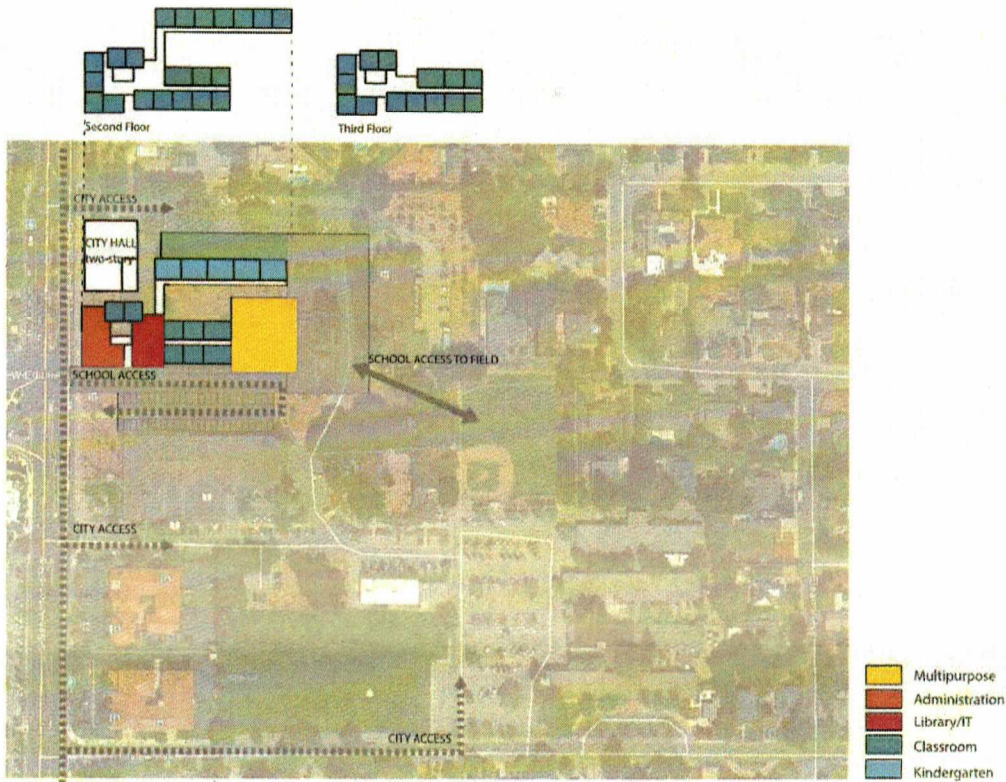 Second Floor
Third Floor
CITY ACCESS
CITY HALL
two-story
SCHOOL ACCESS TO FIELD
SCHOOL ACCESS
CITY ACCESS
CITY ACCESS
Multipurpose
Administration
Library/IT
Classroom
Kindergarten